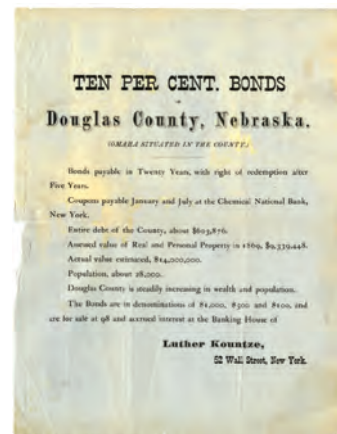 TEN PER CENT. BONDS
OF
Douglas County, Nebraska.
(OMAHA SITUATED IN THE COUNTY.)
Bonds payable in Twenty Years, with right of redemption after
Five Years.
Coupons payable January and July at the Chemical National Bank,
New York.
Entire debt of the County, about $603,876.
Assessed value of Real and Personal Property in 1869, $9,339,448.
Actual value estimated, $14,000,000.
Population, about 28,000.
Douglas County is steadily increasing in wealth and population.
The Bonds are in denominations of $1,000, $500 and $100, and
are for sale at 98 and accrued interest at the Banking House of
Luther Kountze,
52 Wall Street, New York.